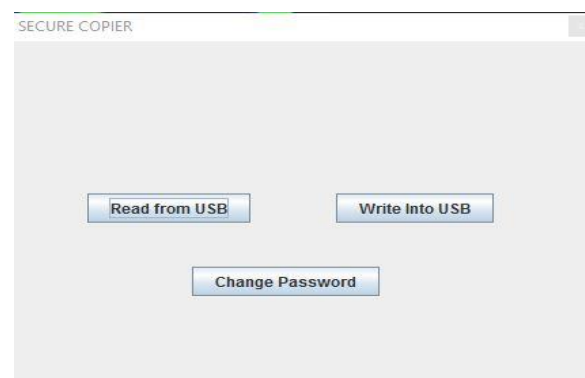 SECURE COPIER
Read from USB
Write Into USB
Change Password